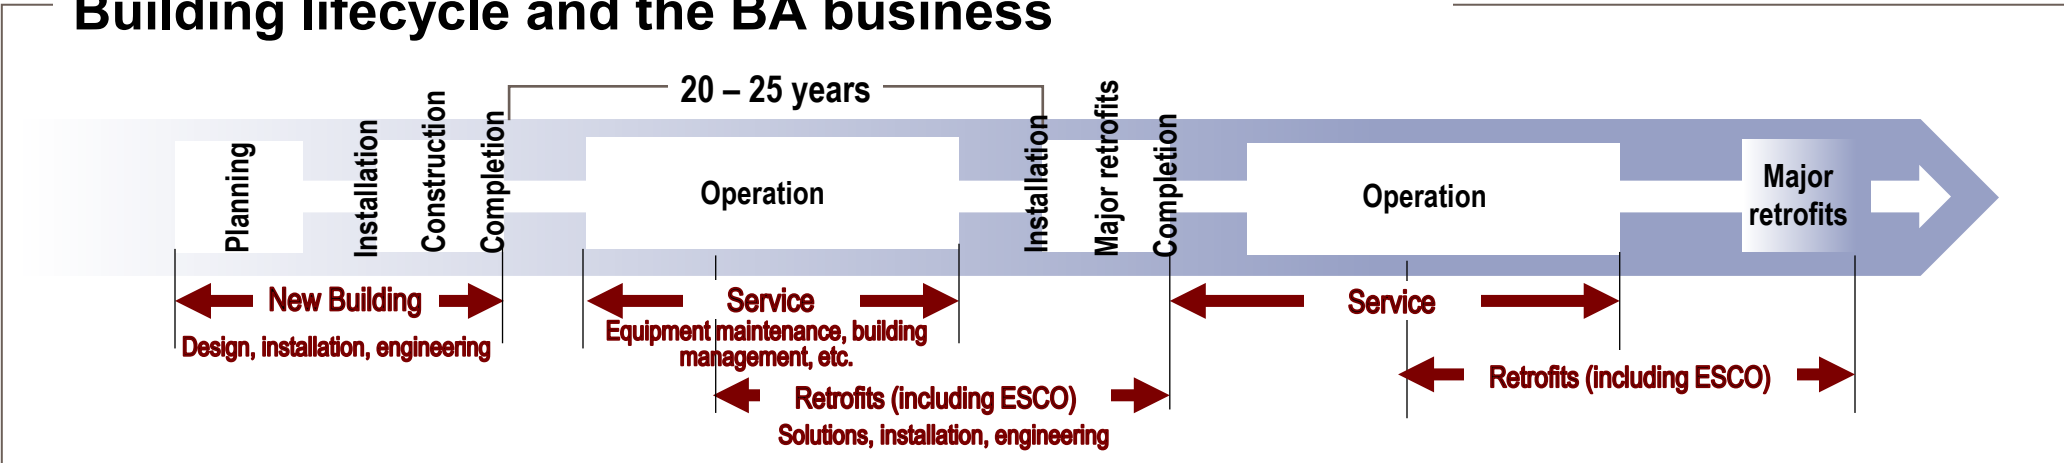 Building lifecycle and the BA business
20 – 25 years
Planning
Installation
Construction
Completion
Operation
Installation
Major retrofits
Completion
Operation
Major
retrofits
New Building
Design, installation, engineering
Service
Equipment maintenance, building
management, etc.
Retrofits (including ESCO)
Solutions, installation, engineering
Service
Retrofits (including ESCO)